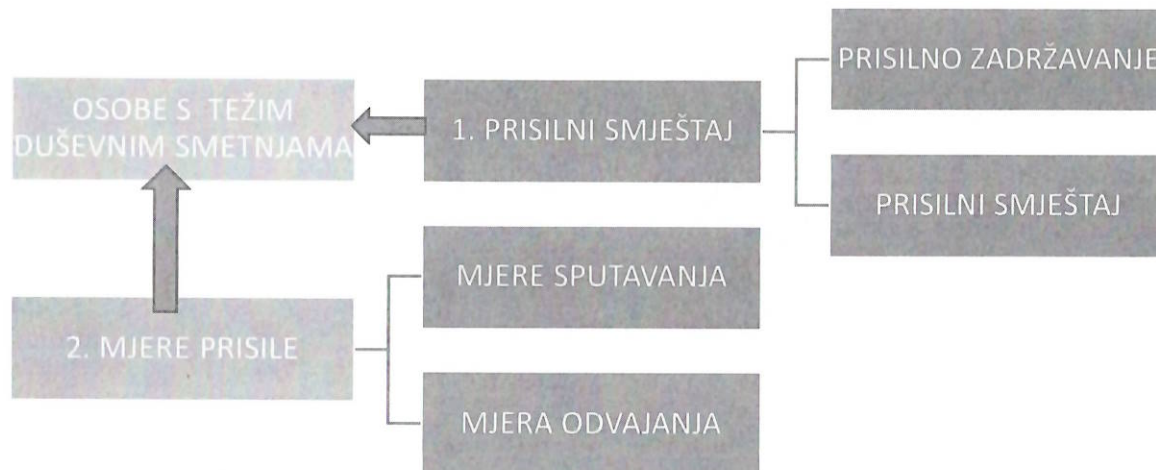 PRISILNO ZADRŽAVANJE
OSOBE S TEŽIM
DUŠEVNIM SMETNJAMA
1. PRISILNI SMJEŠTAJ
PRISILNI SMJEŠTAJ
MJERE SPUTAVANJA
2. MJERE PRISILE
MJERA ODVAJANJA